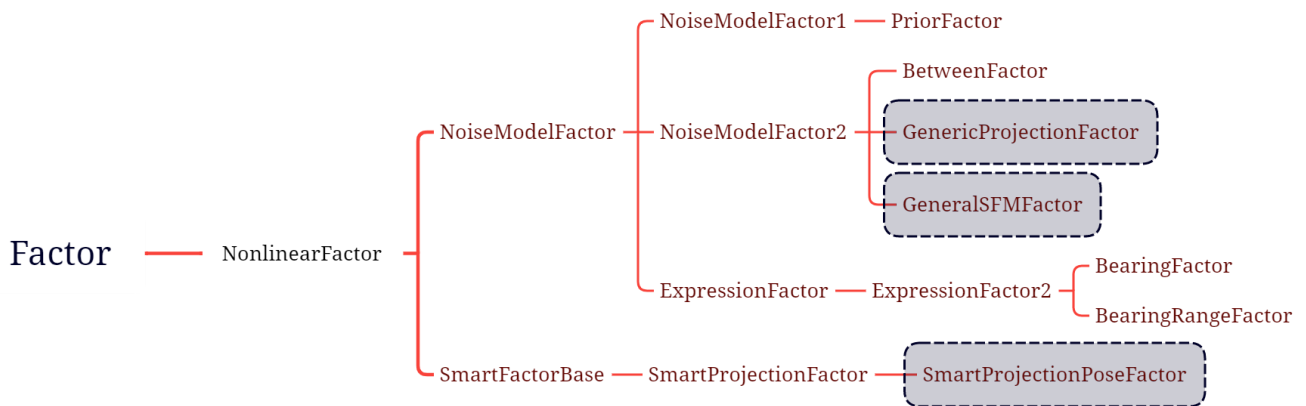 NoiseModelFactor1
PriorFactor
BetweenFactor
NoiseModelFactor
NoiseModelFactor2
GenericProjectionFactor
GeneralSFMFactor
Factor
NonlinearFactor
BearingFactor
ExpressionFactor
ExpressionFactor2
BearingRangeFactor
SmartFactorBase
SmartProjectionFactor
SmartProjectionPoseFactor